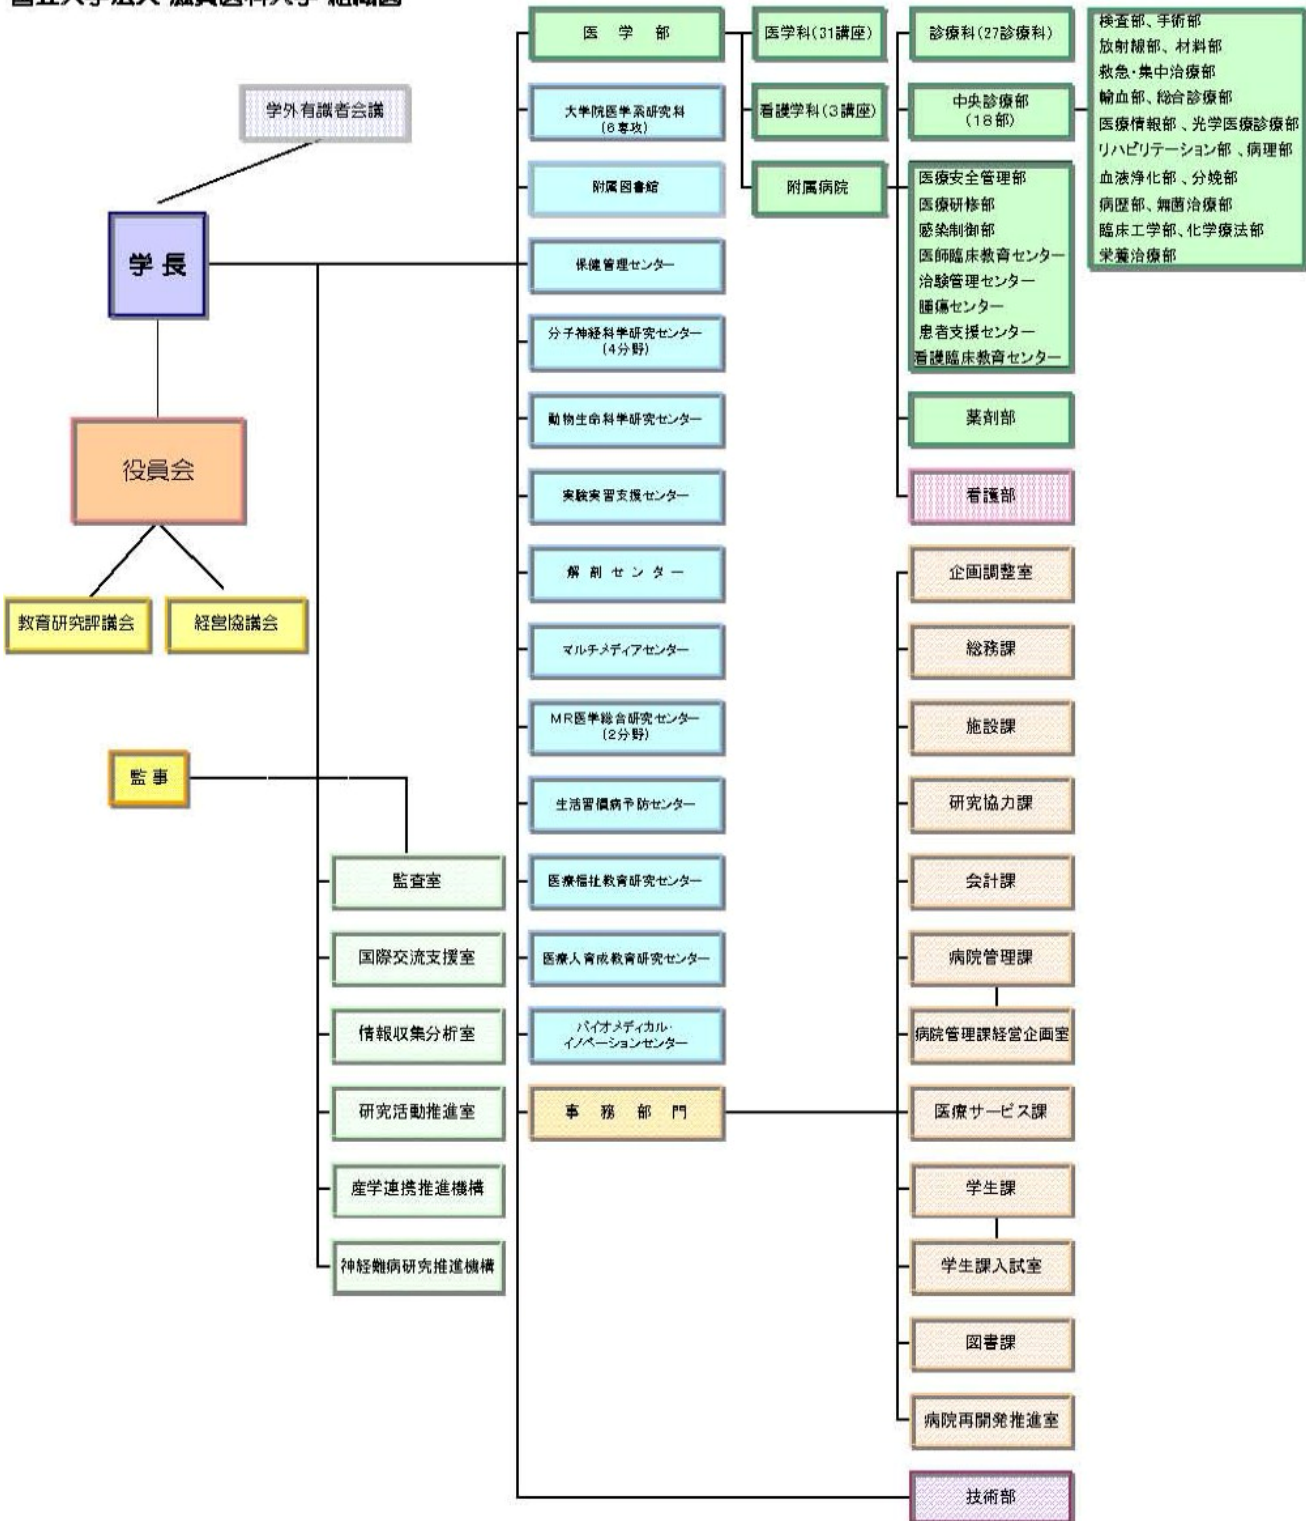 国立大学法人 滋賀医科大学 組織図
学外有識者会議
学長
役員会
教育研究評議会
経営協議会
監事
監査室
国際交流支援室
情報収集分析室
研究活動推進室
産学連携推進機構
神経難病研究推進機構
医学部
大学院医学系研究科
(6専攻)
附属図書館
保健管理センター
分子神経科学研究センター
(4分野)
動物生命科学研究センター
実験実習支援センター
解剖センター
マルチメディアセンター
MR医学総合研究センター
(2分野)
生活習慣病予防センター
医療福祉教育研究センター
医療人育成教育研究センター
バイオメディカル・
イノベーションセンター
事務部門
医学科(31講座)
看護学科(3講座)
附属病院
診療科(27診療科)
中央診療部
(18部)
医療安全管理部
医療研修部
感染制御部
医師臨床教育センター
治験管理センター
腫瘍センター
患者支援センター
看護臨床教育センター
薬剤部
看護部
検査部、手術部
放射線部、材料部
救急・集中治療部
輸血部、総合診療部
医療情報部、光学医療診療部
リハビリテーション部、病理部
血液浄化部、分娩部
病歴部、無菌治療部
臨床工学部、化学療法部
栄養治療部
企画調整室
総務課
施設課
研究協力課
会計課
病院管理課
病院管理課経営企画室
医療サービス課
学生課
学生課入試室
図書課
病院再開発推進室
技術部